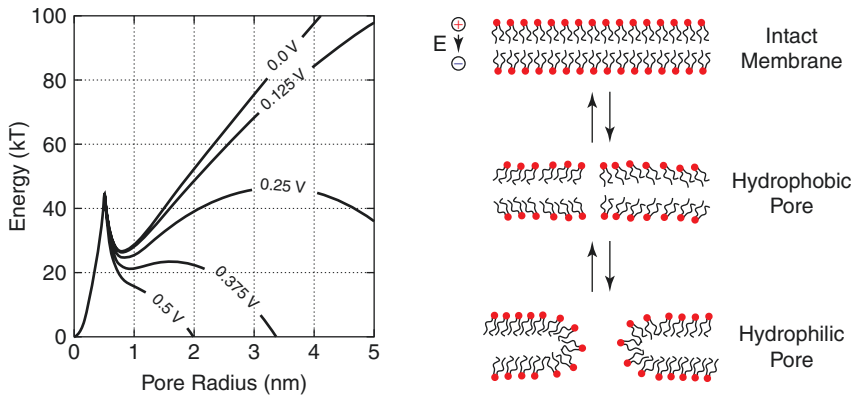 100
80
60
40
20
0
Energy (kT)
0 1 2 3 4 5
Pore Radius (nm)
0.0 V
0.125 V
0.25 V
0.375
0.5 V
E
+
−
Intact
Membrane
Hydrophobic
Pore
Hydrophilic
Pore